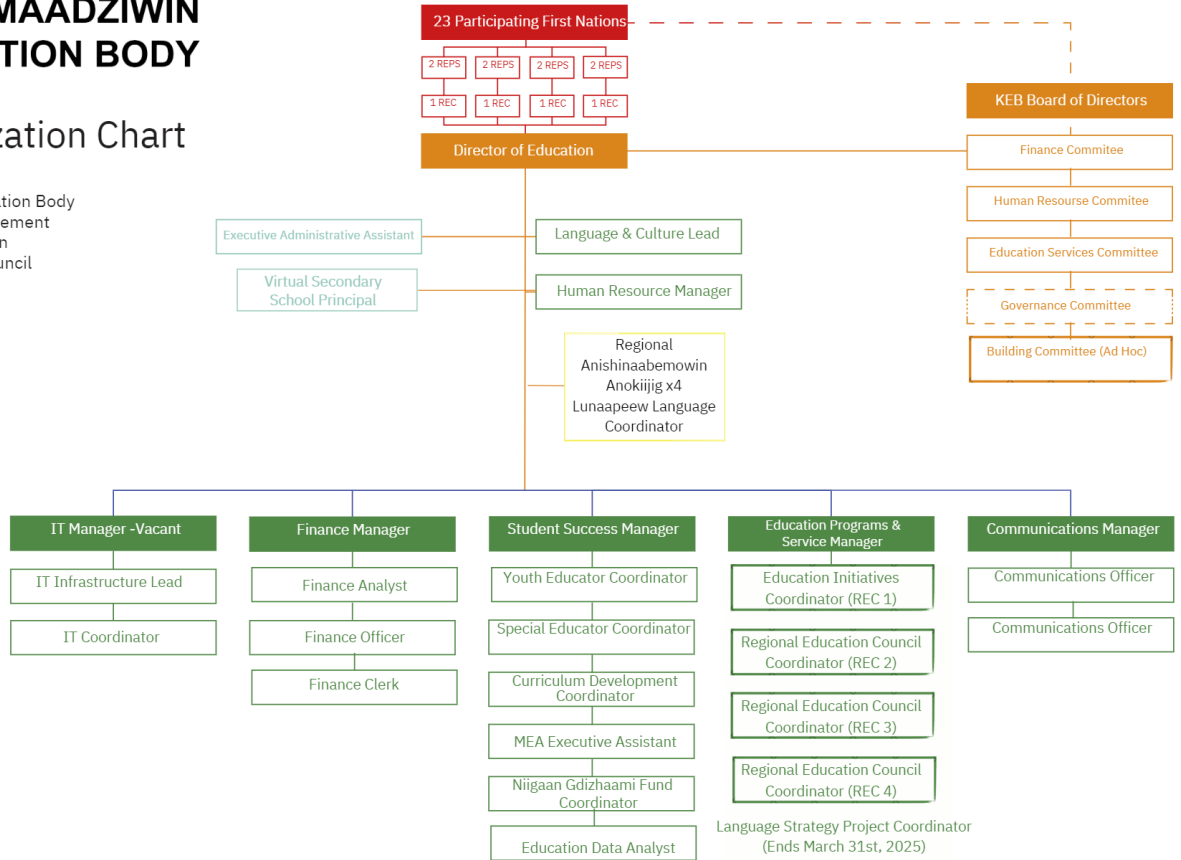 MAADZIWIN
TION BODY
zation Chart
tion Body
ement
n
uncil
23 Participating First Nations
2 REPS
2 REPS
2 REPS
2 REPS
1 REC
1 REC
1 REC
1 REC
Director of Education
KEB Board of Directors
Finance Commitee
Human Resourse Commitee
Education Services Committee
Governance Committee
Building Committee (Ad Hoc)
Executive Administrative Assistant
Language & Culture Lead
Virtual Secondary
School Principal
Human Resource Manager
Regional
Anishinaabemowin
Anokiijig x4
Lunaapeew Language
Coordinator
IT Manager -Vacant
IT Infrastructure Lead
IT Coordinator
Finance Manager
Finance Analyst
Finance Officer
Finance Clerk
Student Success Manager
Youth Educator Coordinator
Special Educator Coordinator
Curriculum Development
Coordinator
MEA Executive Assistant
Niigaan Gdizhaami Fund
Coordinator
Education Data Analyst
Education Programs &
Service Manager
Education Initiatives
Coordinator (REC 1)
Regional Education Council
Coordinator (REC 2)
Regional Education Council
Coordinator (REC 3)
Regional Education Council
Coordinator (REC 4)
Language Strategy Project Coordinator
(Ends March 31st, 2025)
Communications Manager
Communications Officer
Communications Officer